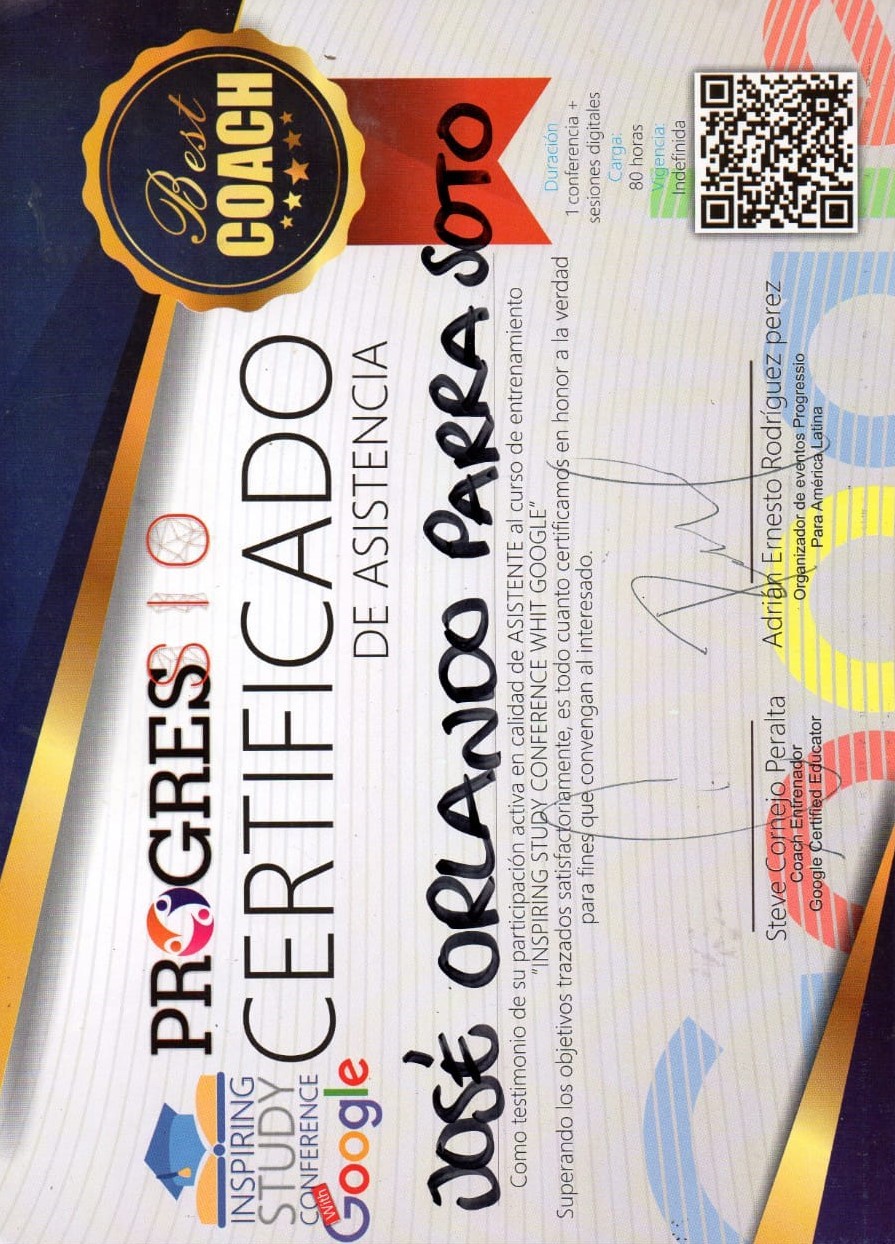 PROGRESSIO
INSPIRING
STUDY
CONFERENCE
With
Google
CERTIFICADO
DE ASISTENCIA
Best
COACH
JOSÉ ORLANDO PARRA SOTO
Como testimonio de su participación activa en calidad de ASISTENTE al curso de entrenamiento
"INSPIRING STUDY CONFERENCE WHIT GOOGLE"
Superando los objetivos trazados satisfactoriamente, es todo cuanto certificamos en honor a la verdad
para fines que convengan al interesado.
Duración
1 conferencia +
sesiones digitales
Carga:
80 horas
Vigencia:
Indefinida
Steve Cornejo Peralta
Coach Entrenador
Google Certified Educator
Adrián Ernesto Rodríguez perez
Organizador de eventos Progressio
Para América Latina